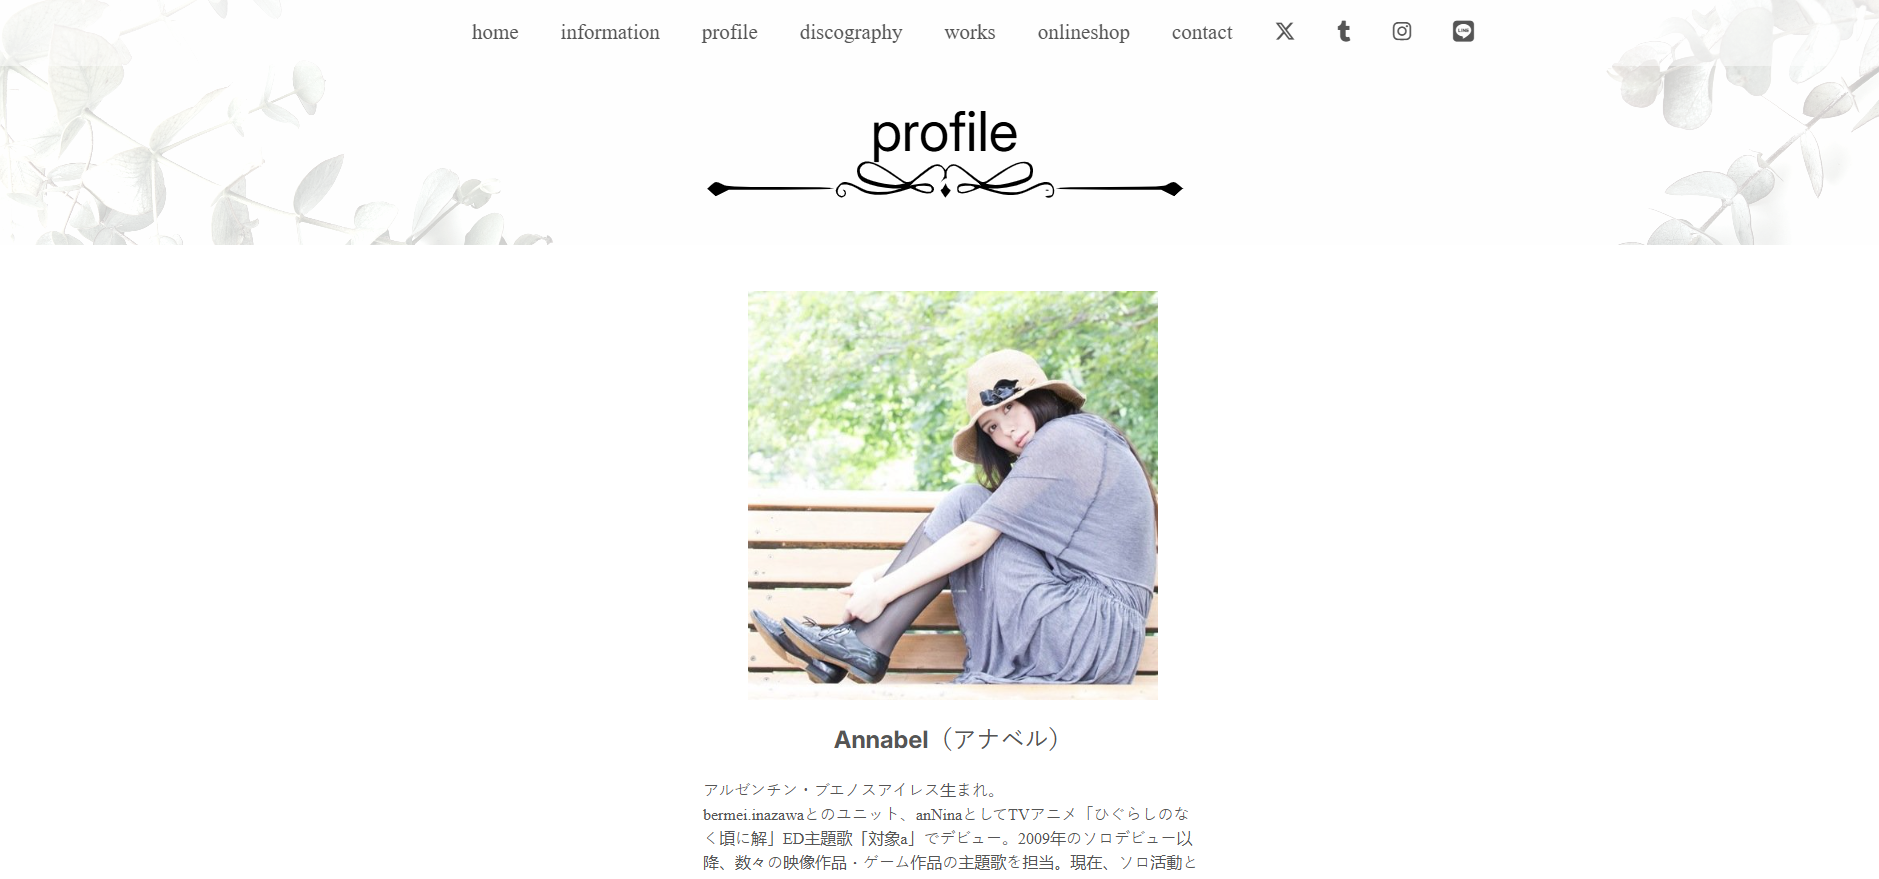 home information profile discography works onlineshop contact
profile
Annabel（アナベル）
アルゼンチン・ブエノスアイレス生まれ。
bermei.inazawaとのユニット、anNinaとしてTVアニメ「ひぐらしのな
く頃に解」ED主題歌「対象a」でデビュー。2009年のソロデビュー以
降、数々の映像作品・ゲーム作品の主題歌を担当。現在、ソロ活動と